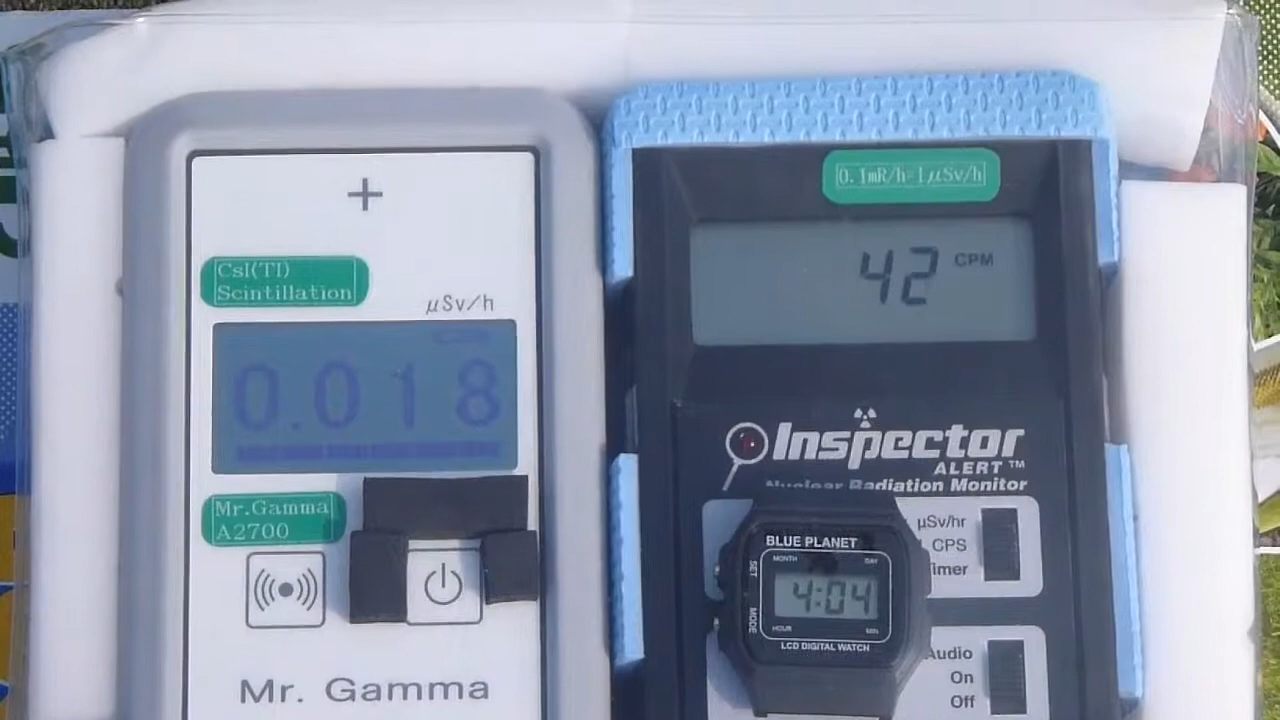 +
CsI(Tl)
Scintillation
μSv/h
0.018
Mr.Gamma
A2700
Mr. Gamma
0.1mR/h=1μSv/h
42 CPM
Inspector
ALERT™
Nuclear Radiation Monitor
μSv/hr
CPS
Timer
BLUE PLANET
MONTH DAY
SET
4:04
MODE
HOUR MIN
LCD DIGITAL WATCH
Audio
On
Off